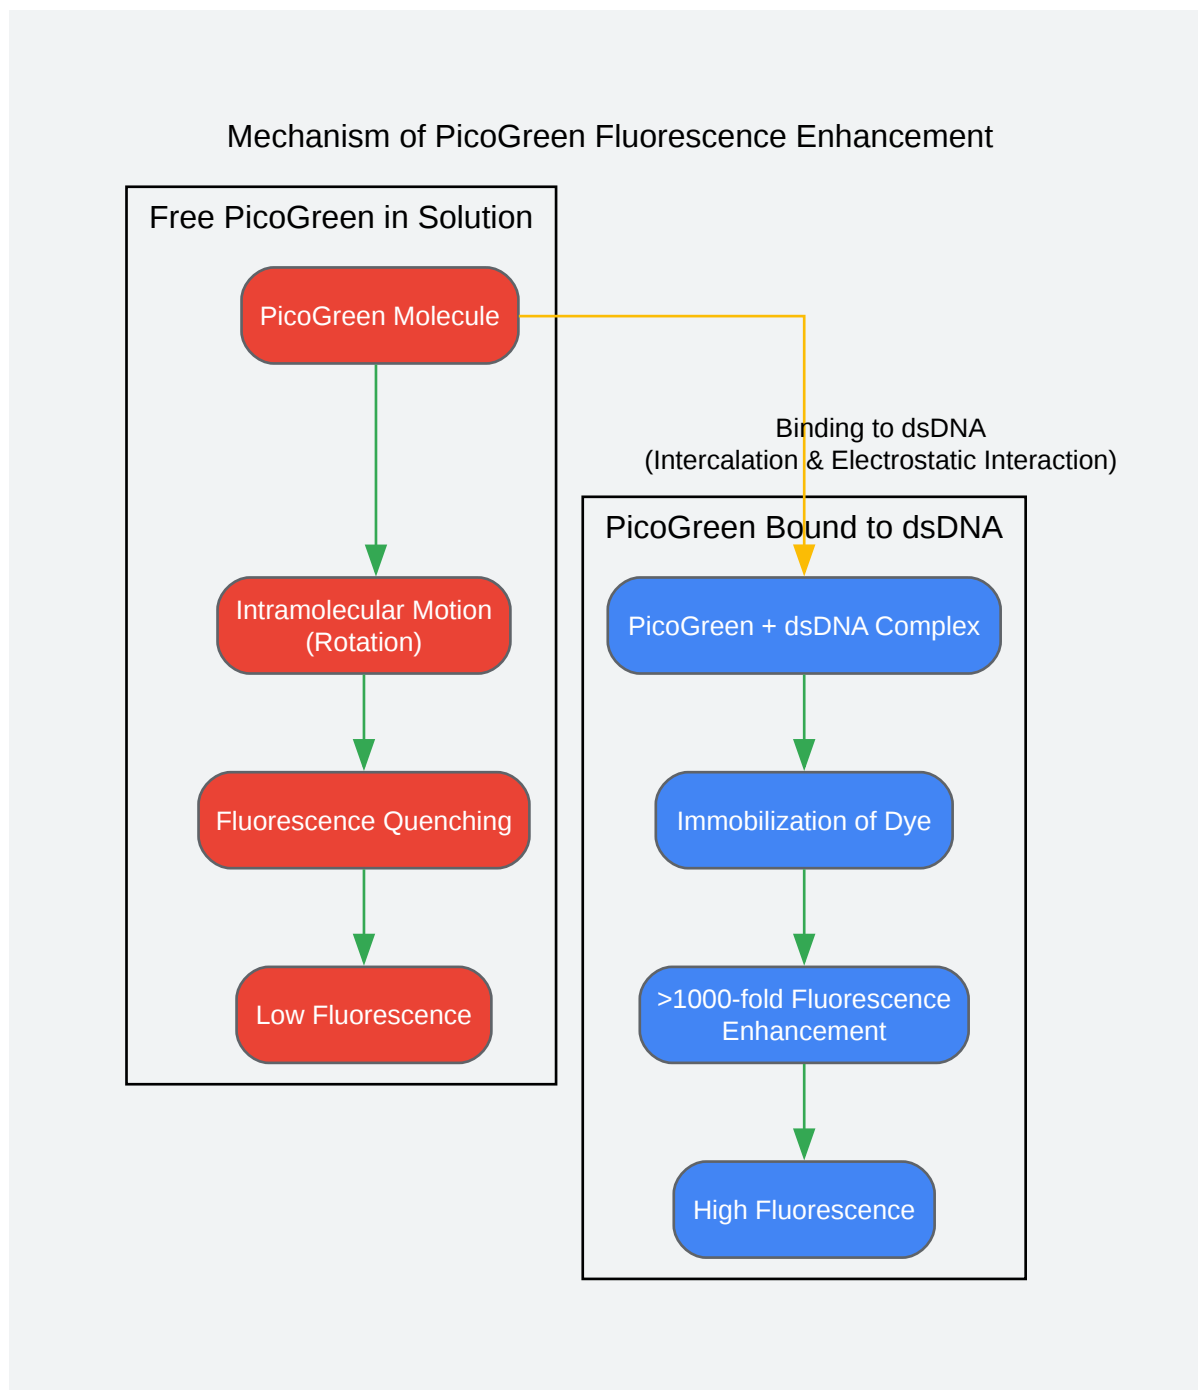 Mechanism of PicoGreen Fluorescence Enhancement
Free PicoGreen in Solution
PicoGreen Molecule
Intramolecular Motion
(Rotation)
Fluorescence Quenching
Low Fluorescence
Binding to dsDNA
(Intercalation & Electrostatic Interaction)
PicoGreen Bound to dsDNA
PicoGreen + dsDNA Complex
Immobilization of Dye
>1000-fold Fluorescence
Enhancement
High Fluorescence